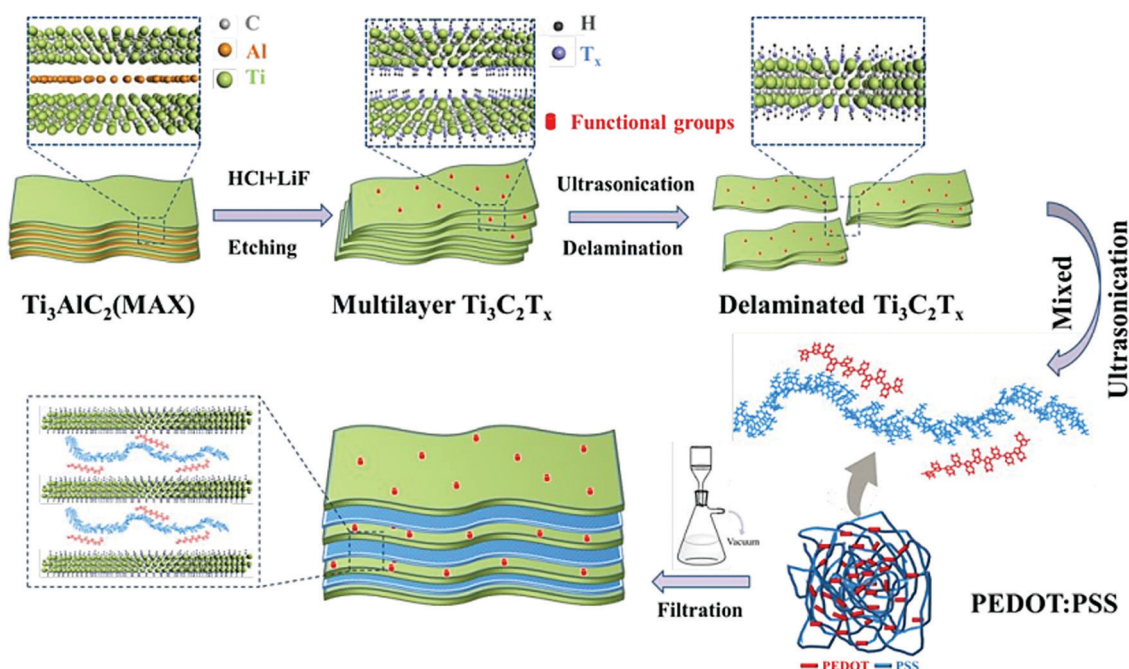 C
Al
Ti
H
Tₓ
Functional groups
HCl+LiF
Etching
Ultrasonication
Delamination
Ti₃AlC₂(MAX)
Multilayer Ti₃C₂Tₓ
Delaminated Ti₃C₂Tₓ
Mixed
Ultrasonication
Vacuum
Filtration
PEDOT:PSS
PEDOT
PSS